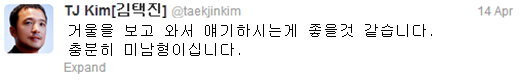 TJ Kim[김택진] @taekjinkim 14 Apr
거울을 보고 와서 얘기하시는게 좋을것 같습니다.
충분히 미남형이십니다.
Expand